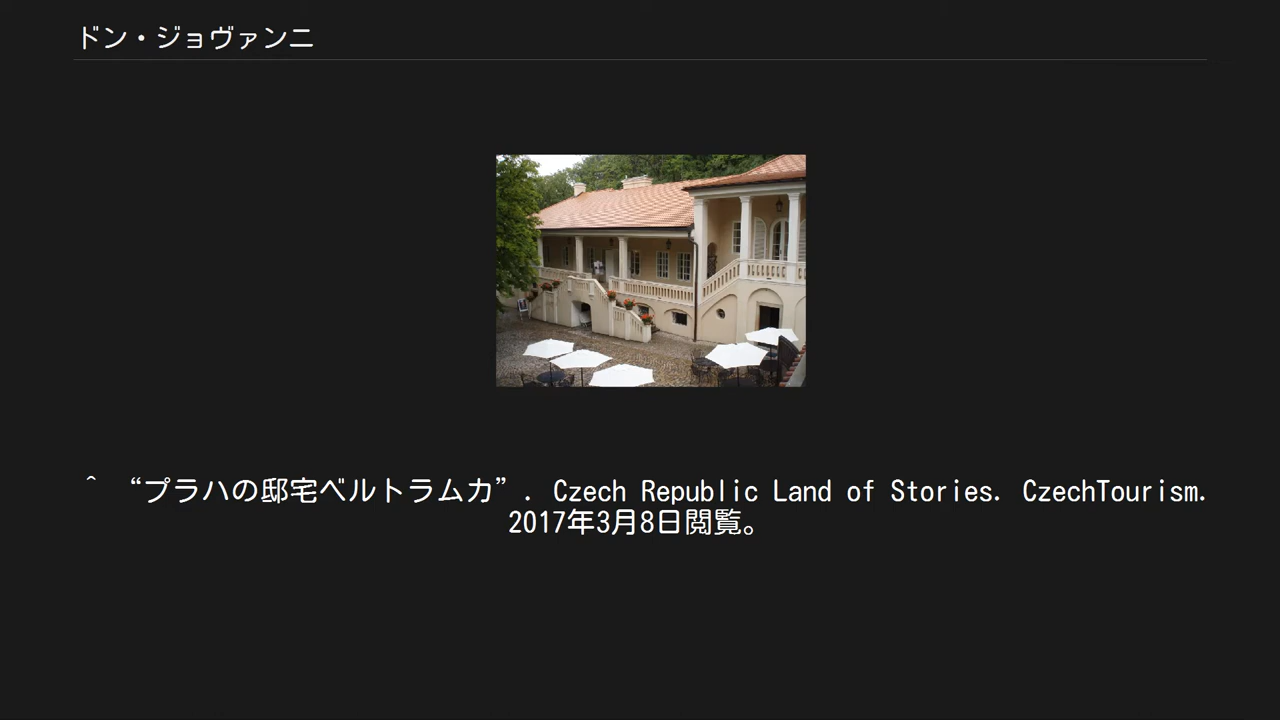 ドン・ジョヴァンニ
^ “プラハの邸宅ベルトラムカ”. Czech Republic Land of Stories. CzechTourism.
2017年3月8日閲覧。